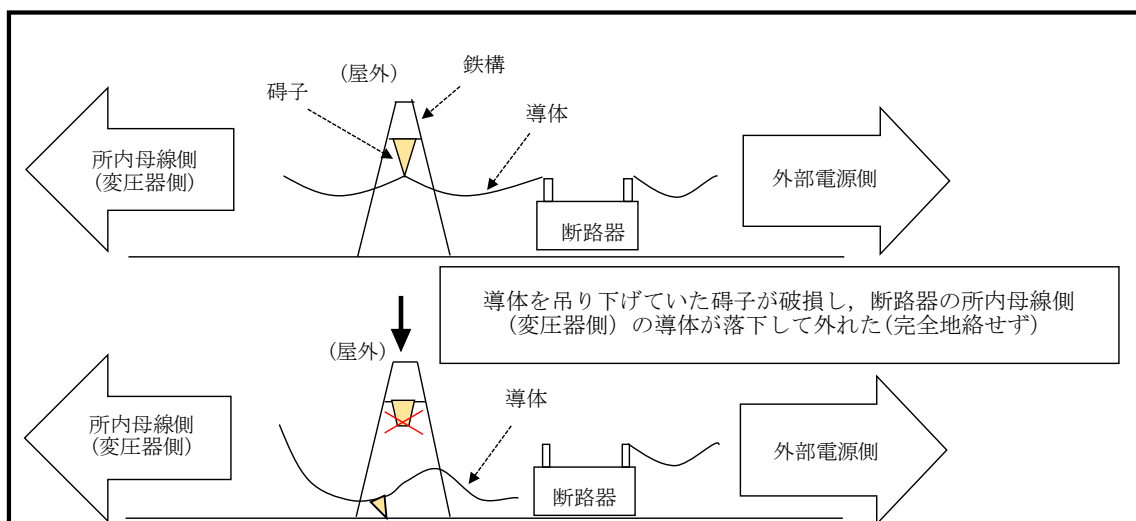 (屋外)
鉄構
碍子
導体
所内母線側
(変圧器側)
外部電源側
断路器
導体を吊り下げていた碍子が破損し，断路器の所内母線側
(変圧器側) の導体が落下して外れた(完全地絡せず)
(屋外)
導体
所内母線側
(変圧器側)
外部電源側
断路器